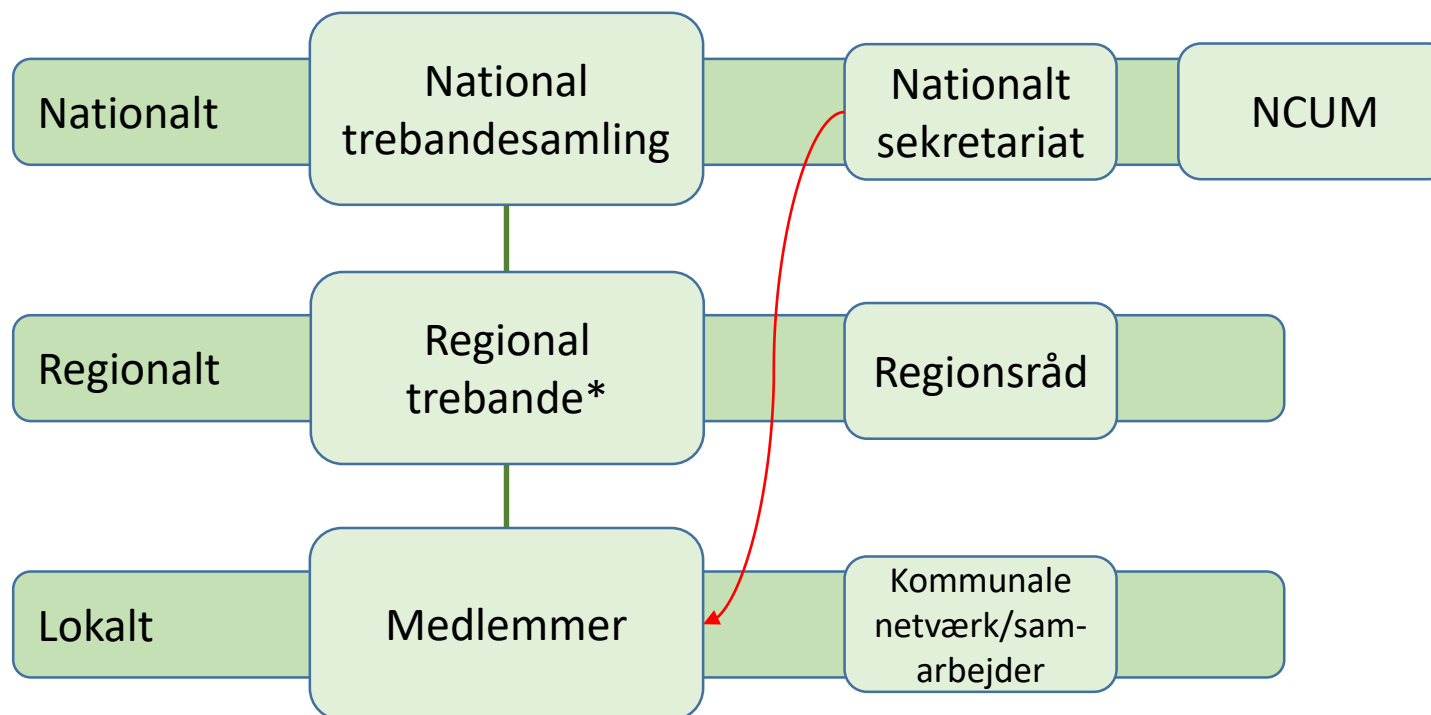 Nationalt
National
trebandesamling
Nationalt
sekretariat
NCUM
Regionalt
Regional
trebande*
Regionsråd
Lokalt
Medlemmer
Kommunale
netværk/sam-
arbejder